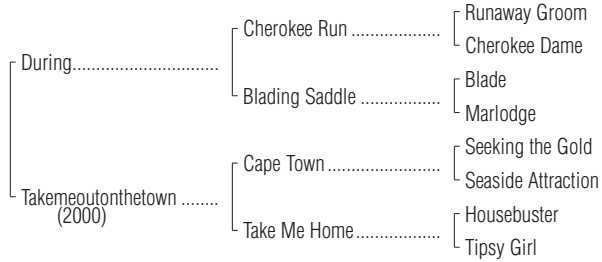 Runaway Groom
Cherokee Run ..................
Cherokee Dame
During..............................
Blade
Blading Saddle ................
Marlodge
Seeking the Gold
Cape Town.......................
Seaside Attraction
Takemeoutonthetown ........
(2000)
Housebuster
Take Me Home.................
Tipsy Girl